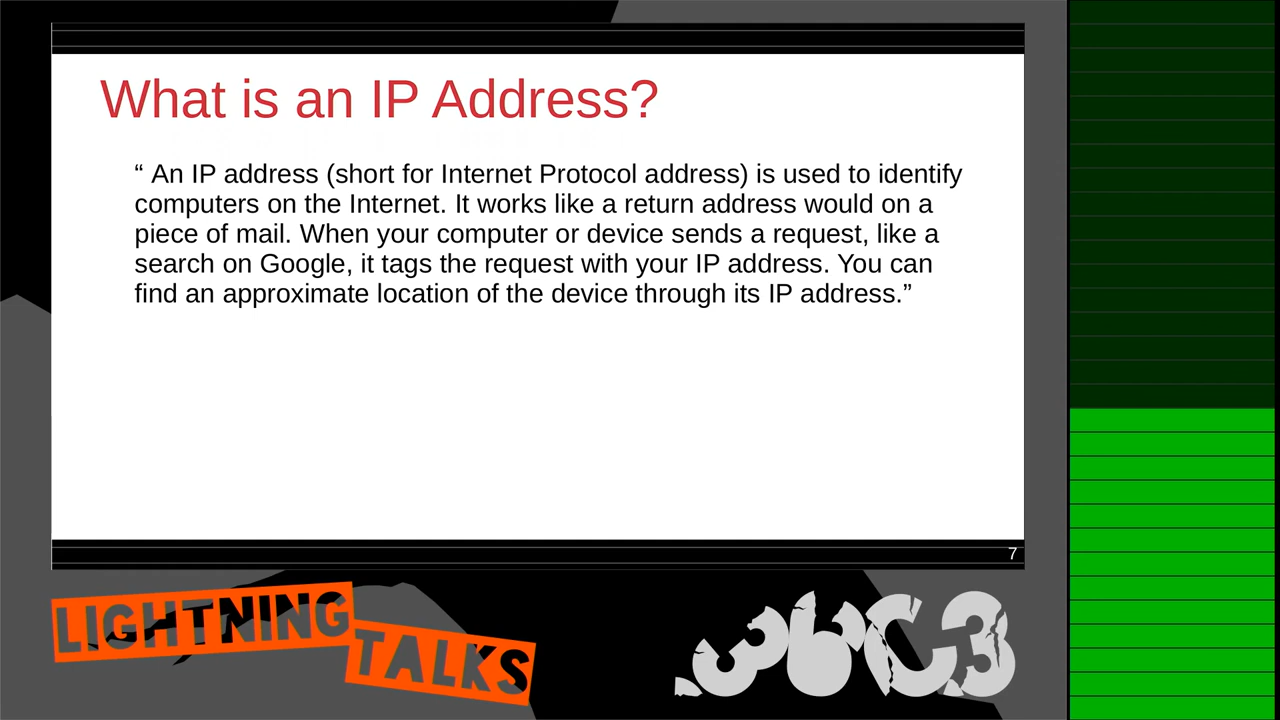 What is an IP Address?
“ An IP address (short for Internet Protocol address) is used to identify
computers on the Internet. It works like a return address would on a
piece of mail. When your computer or device sends a request, like a
search on Google, it tags the request with your IP address. You can
find an approximate location of the device through its IP address.”
7
LIGHTNING
TALKS
36C3